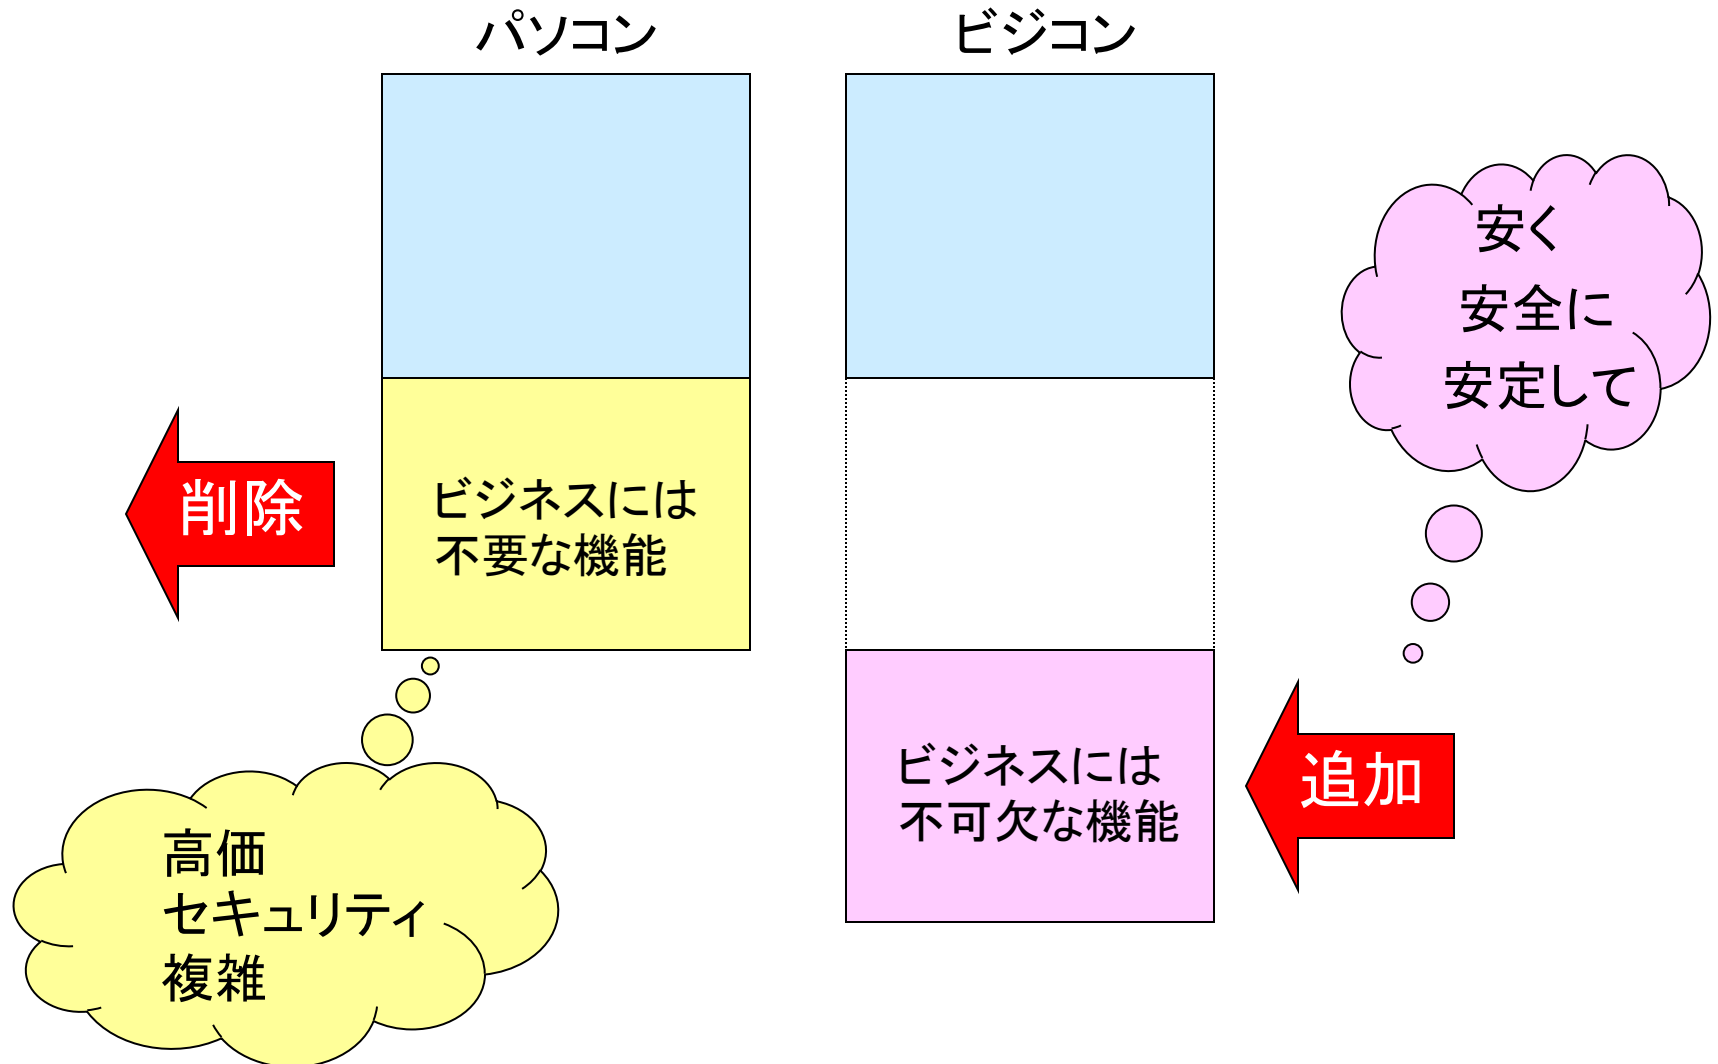 パソコン
ビジコン
安く
安全に
安定して
削除
ビジネスには
不要な機能
ビジネスには
不可欠な機能
追加
高価
セキュリティ
複雑